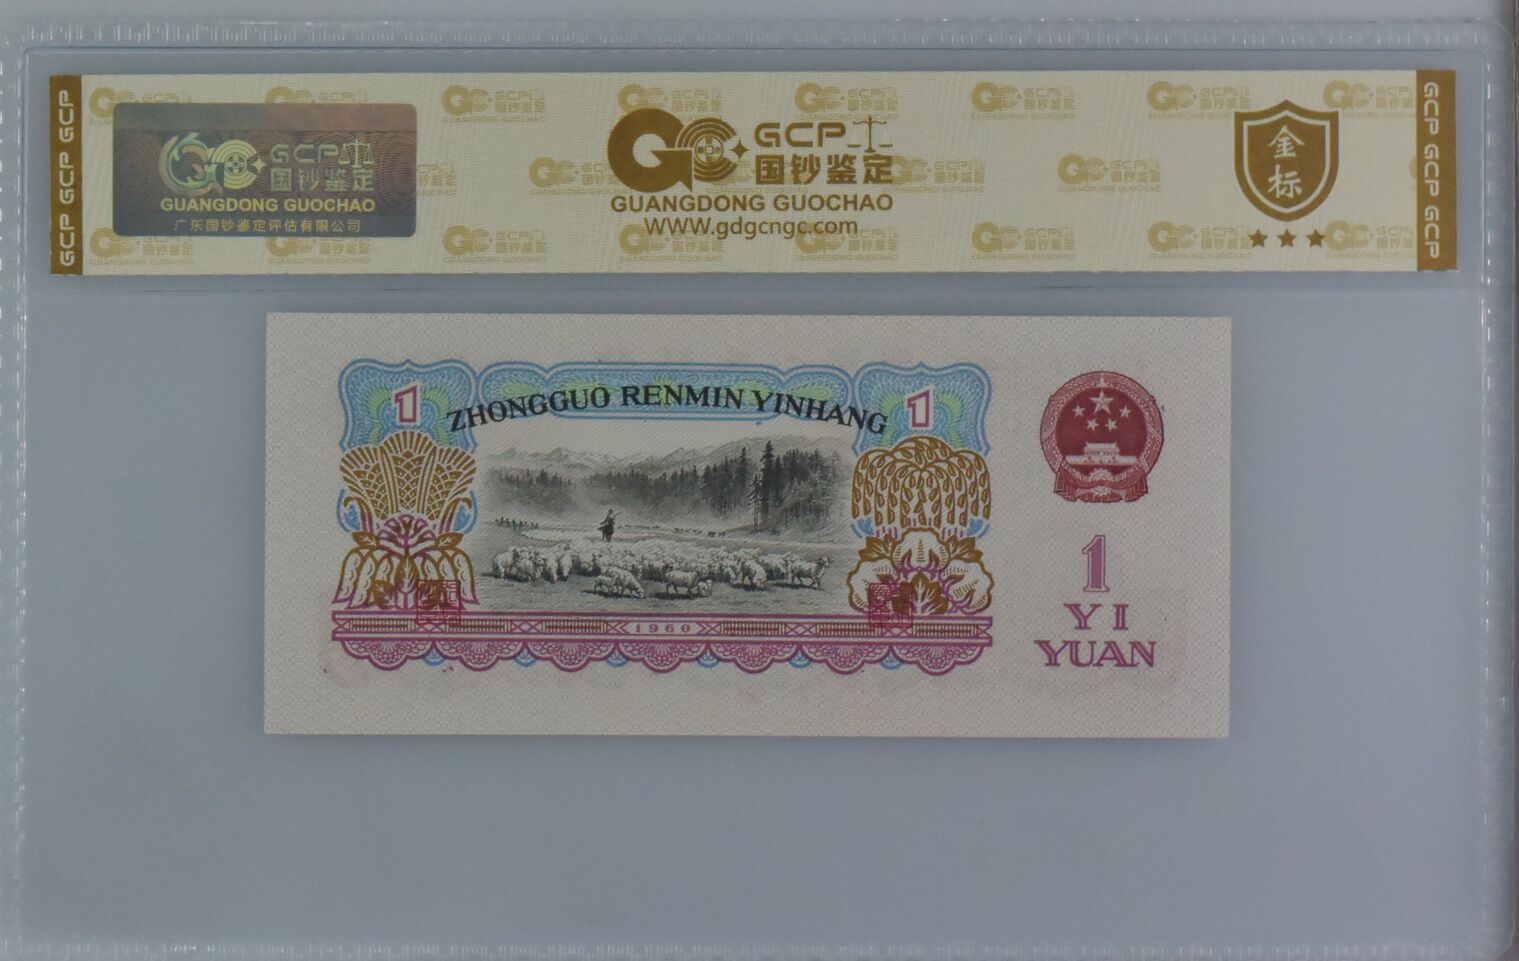 GCP GCP GCP
GCP
国钞鉴定
GUANGDONG GUOCHAO
广东国钞鉴定评估有限公司
GCP
国钞鉴定
GUANGDONG GUOCHAO
WWW.gdgcngc.com
金标
GCP GCP GCP
ZHONGGUO RENMIN YINHANG
1
1
1960
1
YI
YUAN